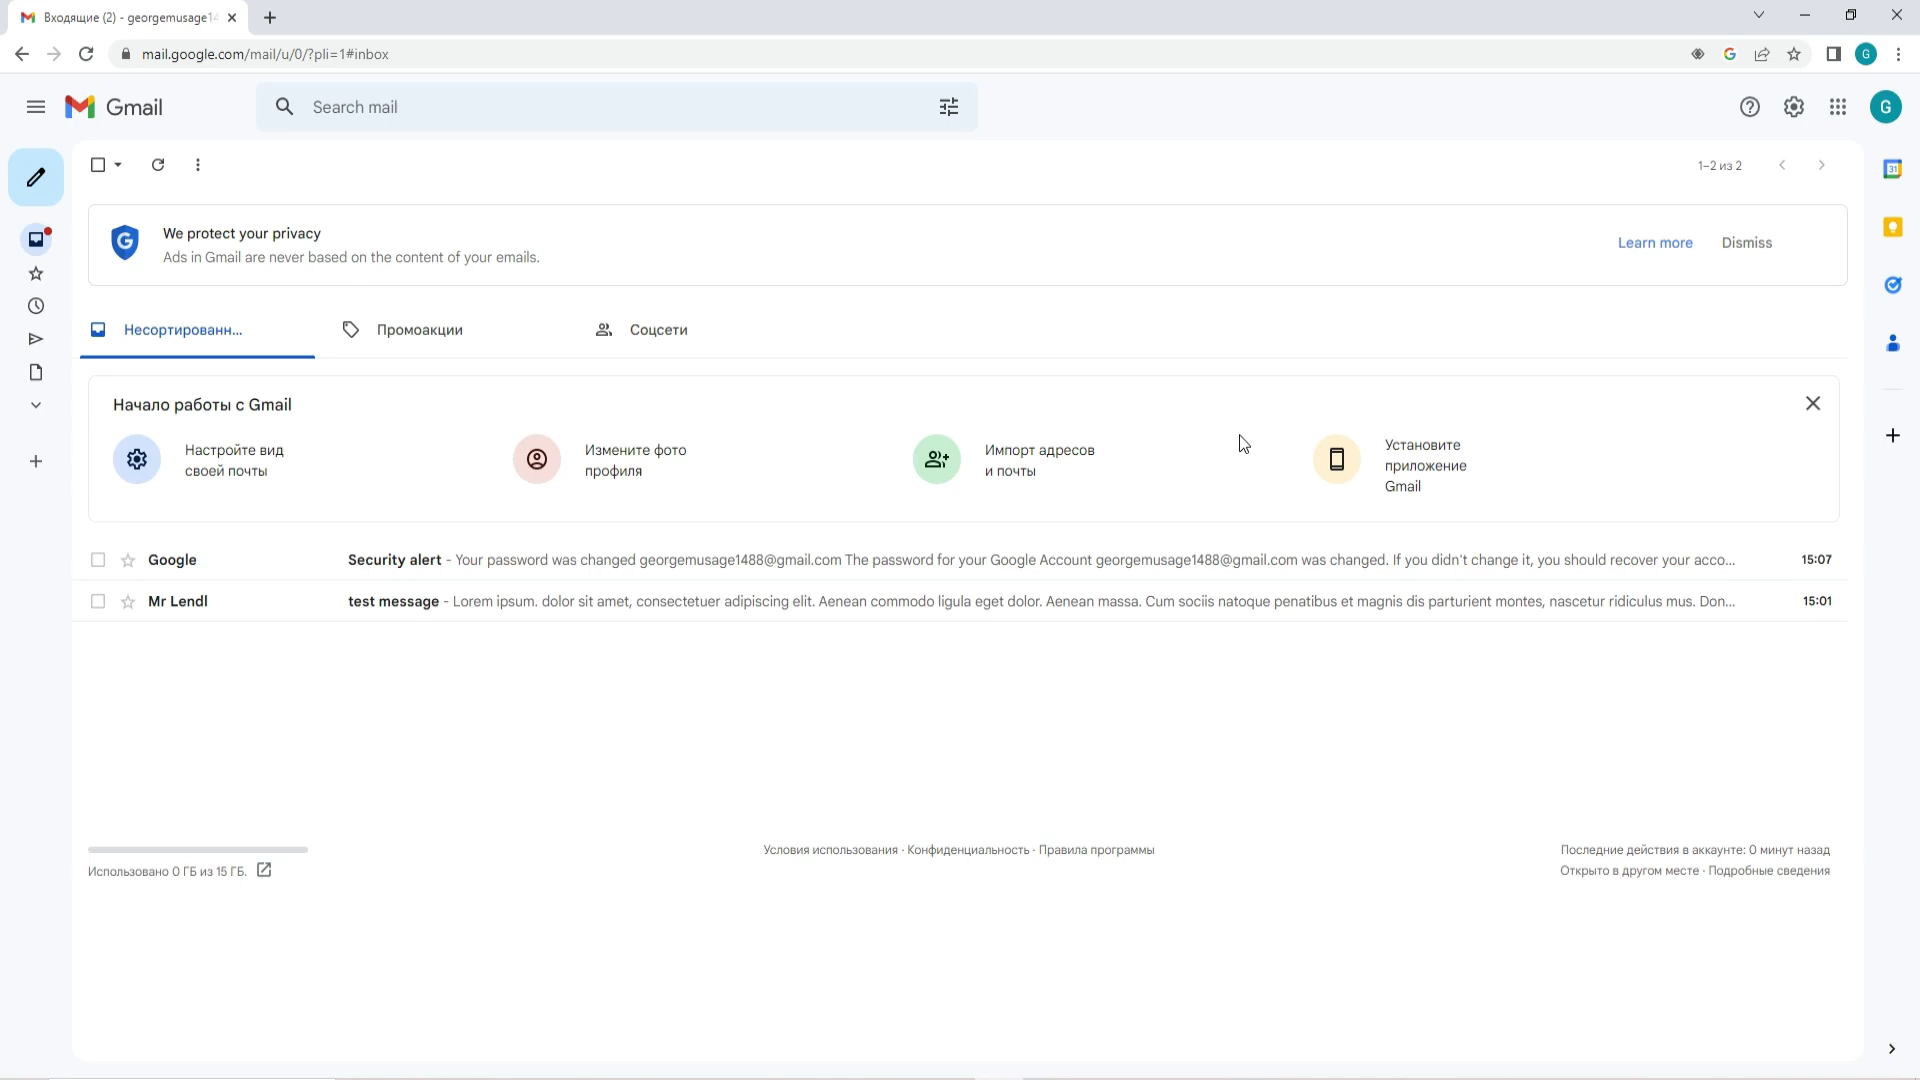 Входящие (2) - georgemusage14
mail.google.com/mail/u/0/?pli=1#inbox
G
Gmail
Search mail
G
1–2 из 2
31
G
We protect your privacy
Ads in Gmail are never based on the content of your emails.
Learn more
Dismiss
Несортированн...
Промоакции
Соцсети
Начало работы с Gmail
Настройте вид
своей почты
Измените фото
профиля
Импорт адресов
и почты
Установите
приложение
Gmail
Google
Security alert - Your password was changed georgemusage1488@gmail.com The password for your Google Account georgemusage1488@gmail.com was changed. If you didn't change it, you should recover your acco...
15:07
Mr Lendl
test message - Lorem ipsum. dolor sit amet, consectetuer adipiscing elit. Aenean commodo ligula eget dolor. Aenean massa. Cum sociis natoque penatibus et magnis dis parturient montes, nascetur ridiculus mus. Don...
15:01
Использовано 0 ГБ из 15 ГБ.
Условия использования · Конфиденциальность · Правила программы
Последние действия в аккаунте: 0 минут назад
Открыто в другом месте · Подробные сведения